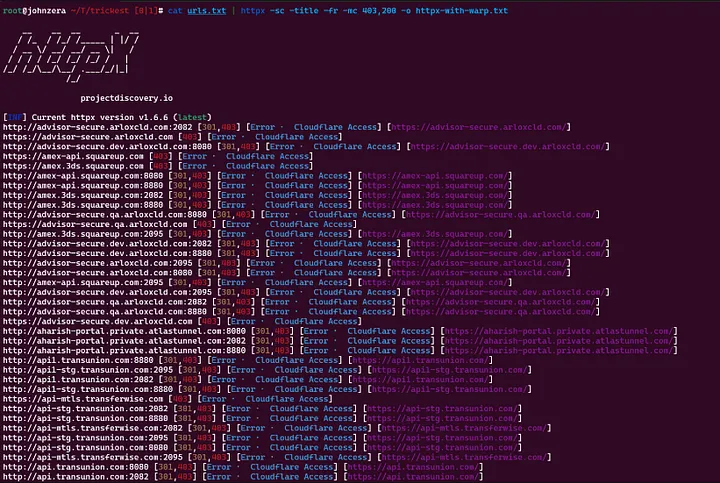 root@johnzera ~/T/trickest [0|1]# cat urls.txt | httpx -sc -title -fr -mc 403,200 -o httpx-with-warp.txt
projectdiscovery.io
[INF] Current httpx version v1.6.6 (latest)
http://advisor-secure.arloxcld.com:2082 [301,403] [Error · Cloudflare Access] [https://advisor-secure.arloxcld.com/]
https://advisor-secure.arloxcld.com [403] [Error · Cloudflare Access]
http://advisor-secure.dev.arloxcld.com:8080 [301,403] [Error · Cloudflare Access] [https://advisor-secure.dev.arloxcld.com/]
https://amex-api.squareup.com [403] [Error · Cloudflare Access]
https://amex.3ds.squareup.com [403] [Error · Cloudflare Access]
http://amex-api.squareup.com:8080 [301,403] [Error · Cloudflare Access] [https://amex-api.squareup.com/]
http://amex-api.squareup.com:8880 [301,403] [Error · Cloudflare Access] [https://amex-api.squareup.com/]
http://amex.3ds.squareup.com:2082 [301,403] [Error · Cloudflare Access] [https://amex.3ds.squareup.com/]
http://amex.3ds.squareup.com:8880 [301,403] [Error · Cloudflare Access] [https://amex.3ds.squareup.com/]
http://advisor-secure.qa.arloxcld.com:8080 [301,403] [Error · Cloudflare Access] [https://advisor-secure.qa.arloxcld.com/]
https://advisor-secure.qa.arloxcld.com [403] [Error · Cloudflare Access]
http://amex.3ds.squareup.com:2095 [301,403] [Error · Cloudflare Access] [https://amex.3ds.squareup.com/]
http://advisor-secure.dev.arloxcld.com:2082 [301,403] [Error · Cloudflare Access] [https://advisor-secure.dev.arloxcld.com/]
http://advisor-secure.dev.arloxcld.com:8880 [301,403] [Error · Cloudflare Access] [https://advisor-secure.dev.arloxcld.com/]
http://advisor-secure.arloxcld.com:2095 [301,403] [Error · Cloudflare Access] [https://advisor-secure.arloxcld.com/]
http://advisor-secure.arloxcld.com:8080 [301,403] [Error · Cloudflare Access] [https://advisor-secure.arloxcld.com/]
http://amex-api.squareup.com:2095 [301,403] [Error · Cloudflare Access] [https://amex-api.squareup.com/]
http://advisor-secure.dev.arloxcld.com:2095 [301,403] [Error · Cloudflare Access] [https://advisor-secure.dev.arloxcld.com/]
http://advisor-secure.qa.arloxcld.com:2082 [301,403] [Error · Cloudflare Access] [https://advisor-secure.qa.arloxcld.com/]
http://advisor-secure.qa.arloxcld.com:8880 [301,403] [Error · Cloudflare Access] [https://advisor-secure.qa.arloxcld.com/]
https://advisor-secure.dev.arloxcld.com [403] [Error · Cloudflare Access]
http://aharish-portal.private.atlastunnel.com:8080 [301,403] [Error · Cloudflare Access] [https://aharish-portal.private.atlastunnel.com/]
http://aharish-portal.private.atlastunnel.com:2082 [301,403] [Error · Cloudflare Access] [https://aharish-portal.private.atlastunnel.com/]
http://aharish-portal.private.atlastunnel.com:8880 [301,403] [Error · Cloudflare Access] [https://aharish-portal.private.atlastunnel.com/]
http://api1.transunion.com:8880 [301,403] [Error · Cloudflare Access] [https://api1.transunion.com/]
http://api1-stg.transunion.com:2095 [301,403] [Error · Cloudflare Access] [https://api1-stg.transunion.com/]
http://api1.transunion.com:2082 [301,403] [Error · Cloudflare Access] [https://api1.transunion.com/]
http://api1-stg.transunion.com:8880 [301,403] [Error · Cloudflare Access] [https://api1-stg.transunion.com/]
https://api-mtls.transferwise.com [403] [Error · Cloudflare Access]
http://api-stg.transunion.com:2082 [301,403] [Error · Cloudflare Access] [https://api-stg.transunion.com/]
http://api-stg.transunion.com:8880 [301,403] [Error · Cloudflare Access] [https://api-stg.transunion.com/]
http://api-mtls.transferwise.com:2082 [301,403] [Error · Cloudflare Access] [https://api-mtls.transferwise.com/]
http://api-stg.transunion.com:2095 [301,403] [Error · Cloudflare Access] [https://api-stg.transunion.com/]
http://api-stg.transunion.com:8080 [301,403] [Error · Cloudflare Access] [https://api-stg.transunion.com/]
http://api-mtls.transferwise.com:2095 [301,403] [Error · Cloudflare Access] [https://api-mtls.transferwise.com/]
http://api.transunion.com:8080 [301,403] [Error · Cloudflare Access] [https://api.transunion.com/]
http://api.transunion.com:2082 [301,403] [Error · Cloudflare Access] [https://api.transunion.com/]